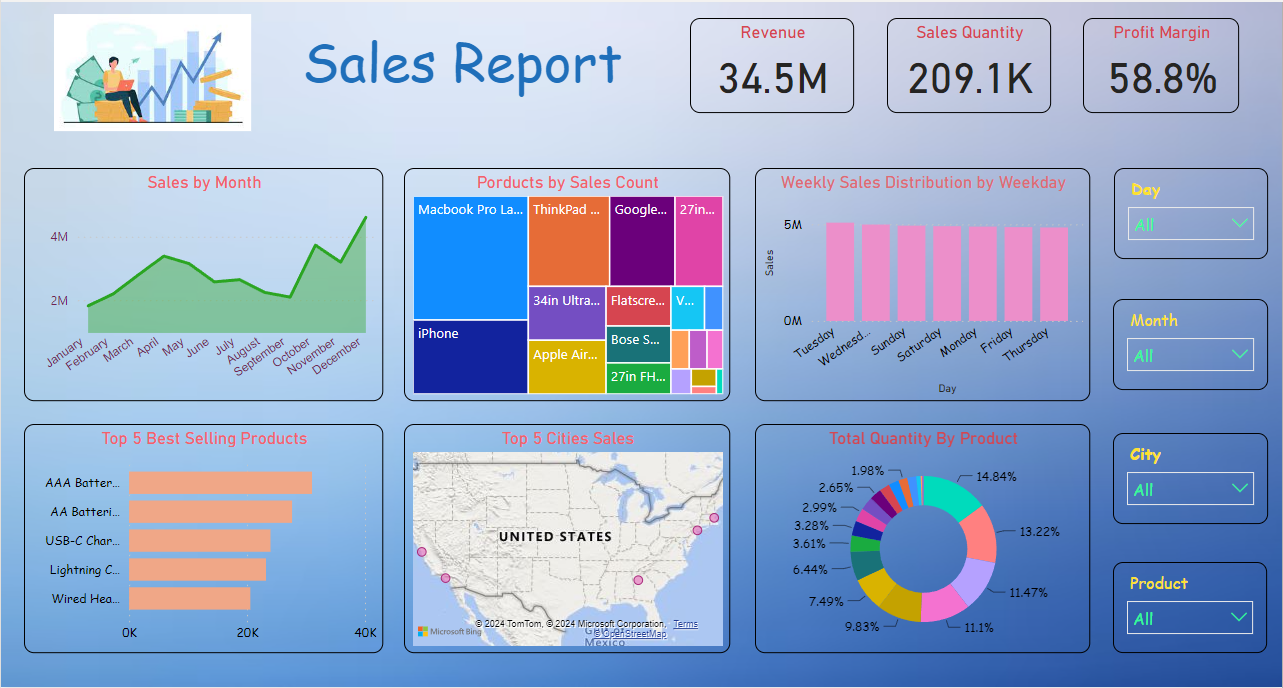 Sales Report
Revenue
34.5M
Sales Quantity
209.1K
Profit Margin
58.8%
Sales by Month
4M
2M
January
February
March
April
May
June
July
August
September
October
November
December
Porducts by Sales Count
Macbook Pro La...
ThinkPad ...
Google...
27in...
iPhone
34in Ultra...
Apple Air...
Flatscre...
Bose S...
27in FH...
V...
Weekly Sales Distribution by Weekday
Sales
5M
0M
Tuesday
Wednesd...
Sunday
Saturday
Monday
Friday
Thursday
Day
Day
All
Month
All
City
All
Product
All
Top 5 Best Selling Products
AAA Batter...
AA Batteri...
USB-C Char...
Lightning C...
Wired Hea...
0K
20K
40K
Top 5 Cities Sales
UNITED STATES
© 2024 TomTom, © 2024 Microsoft Corporation, Terms
© OpenStreetMap
Microsoft Bing
Gulf of
Mexico
Total Quantity By Product
14.84%
13.22%
11.47%
11.1%
9.83%
7.49%
6.44%
3.61%
3.28%
2.99%
2.65%
1.98%